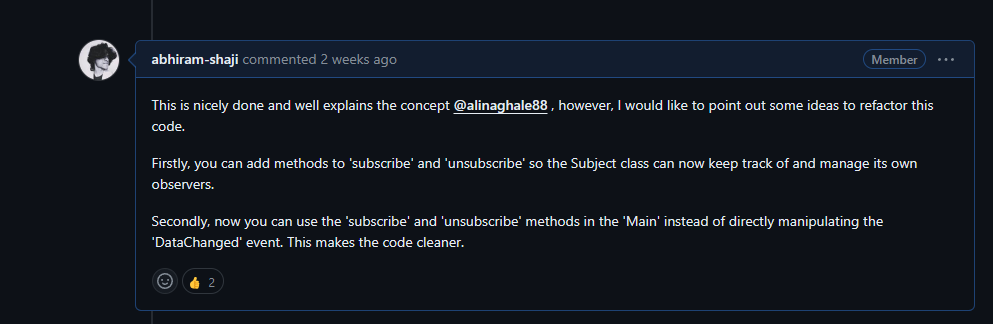 abhiram-shaji commented 2 weeks ago
Member
This is nicely done and well explains the concept @alinaghale88 , however, I would like to point out some ideas to refactor this
code.
Firstly, you can add methods to 'subscribe' and 'unsubscribe' so the Subject class can now keep track of and manage its own
observers.
Secondly, now you can use the 'subscribe' and 'unsubscribe' methods in the 'Main' instead of directly manipulating the
'DataChanged' event. This makes the code cleaner.
👍 2